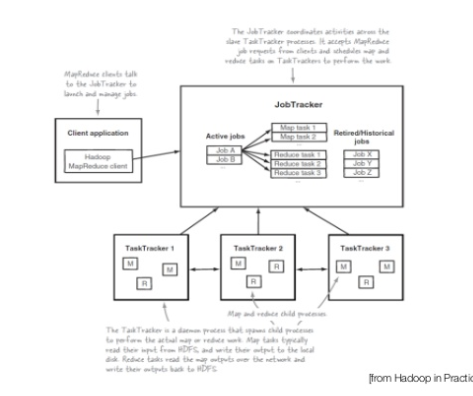 The JobTracker coordinates activities across the
slave TaskTracker processes. It accepts MapReduce
job requests from clients and schedules map and
reduce tasks on TaskTrackers to perform the work.
MapReduce clients talk
to the JobTracker to
launch and manage jobs.
JobTracker
Client application
Hadoop
MapReduce client
Active jobs
Job A
Job B
...
Map task 1
Map task 2
...
Reduce task 1
Reduce task 2
Reduce task 3
...
Retired/Historical
jobs
Job X
Job Y
Job Z
...
TaskTracker 1
M
M
R
TaskTracker 2
M
R
R
TaskTracker 3
M
M
R
Map and reduce child processes
The TaskTracker is a daemon process that spawns child processes
to perform the actual map or reduce work. Map tasks typically
read their input from HDFS, and write their output to the local
disk. Reduce tasks read the map outputs over the network and
write their outputs back to HDFS.
[from Hadoop in Practic